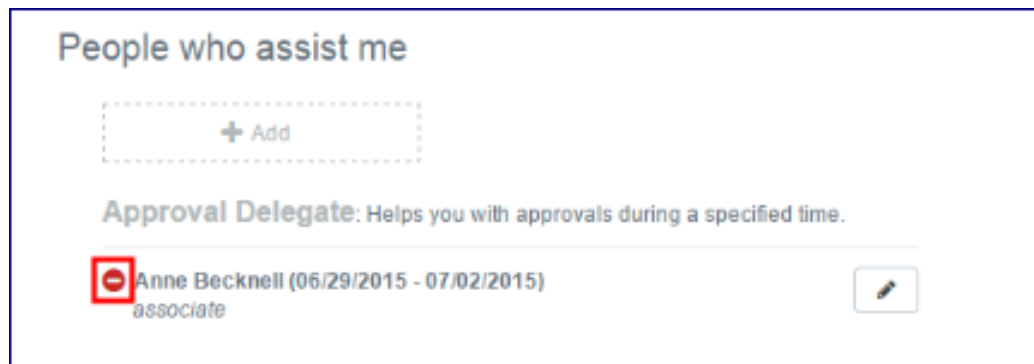 People who assist me
Add
Approval Delegate: Helps you with approvals during a specified time.
Anne Becknell (06/29/2015 - 07/02/2015)
associate